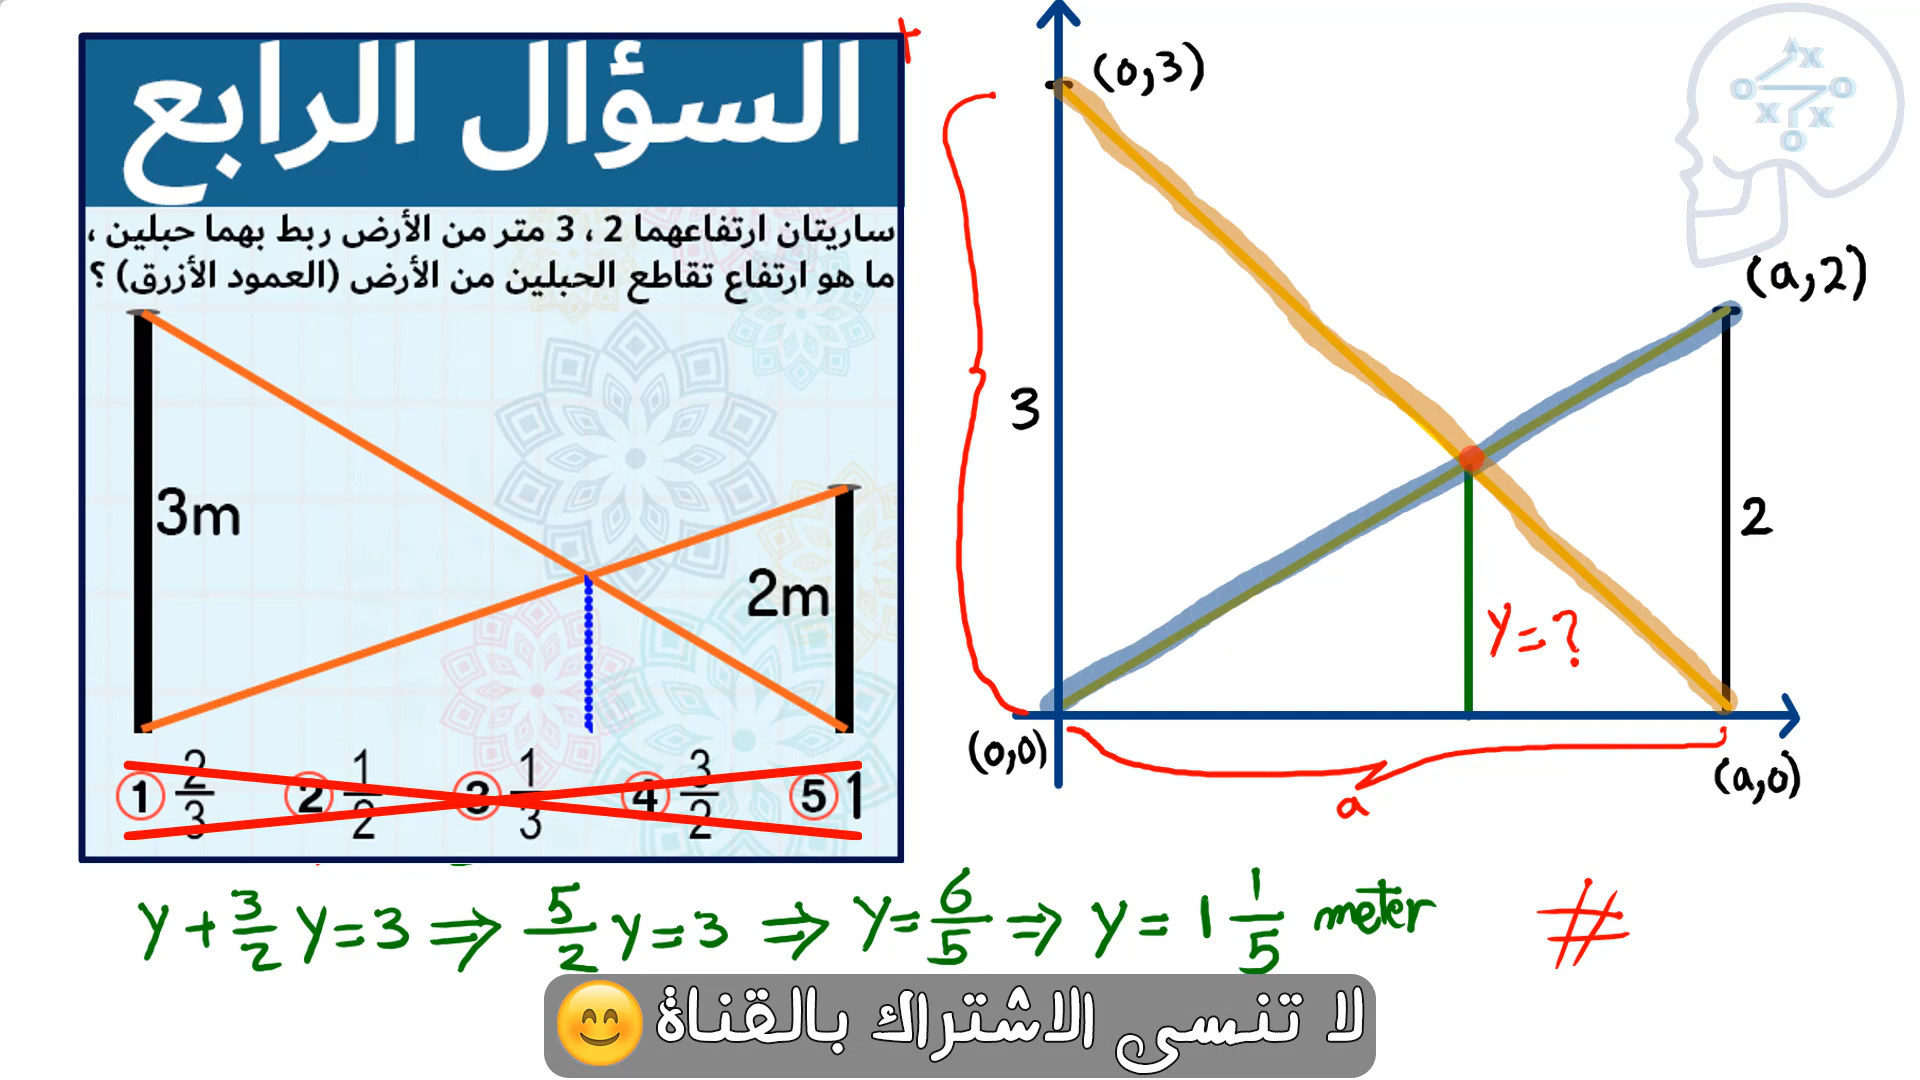 السؤال الرابع
ساريتان ارتفاعهما 2 ، 3 متر من الأرض ربط بهما حبلين ،
ما هو ارتفاع تقاطع الحبلين من الأرض (العمود الأزرق) ؟
3m
2m
1 2/3 2 1/2 3 1/3 4 3/2 5 1
(0,3)
(a,2)
3
2
y=?
(0,0)
(a,0)
a
x
o o
x x
o
y + 3/2 y = 3 ⇒ 5/2 y = 3 ⇒ y = 6/5 ⇒ y = 1 1/5 meter #
لا تنسى الاشتراك بالقناة 😊